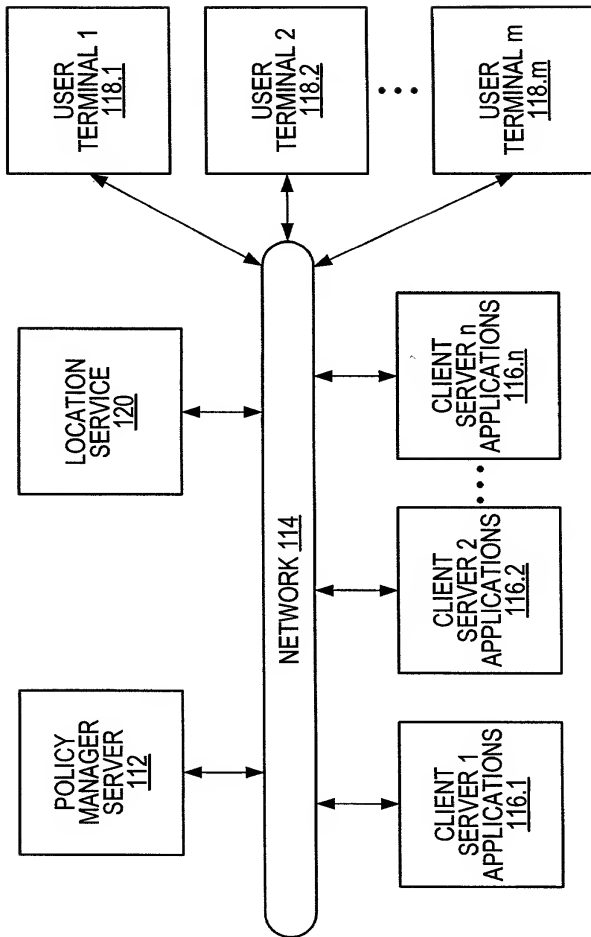 POLICY
MANAGER
SERVER
112
LOCATION
SERVICE
120
USER
TERMINAL 1
118.1
USER
TERMINAL 2
118.2
USER
TERMINAL m
118.m
NETWORK 114
CLIENT
SERVER 1
APPLICATIONS
116.1
CLIENT
SERVER 2
APPLICATIONS
116.2
CLIENT
SERVER n
APPLICATIONS
116.n